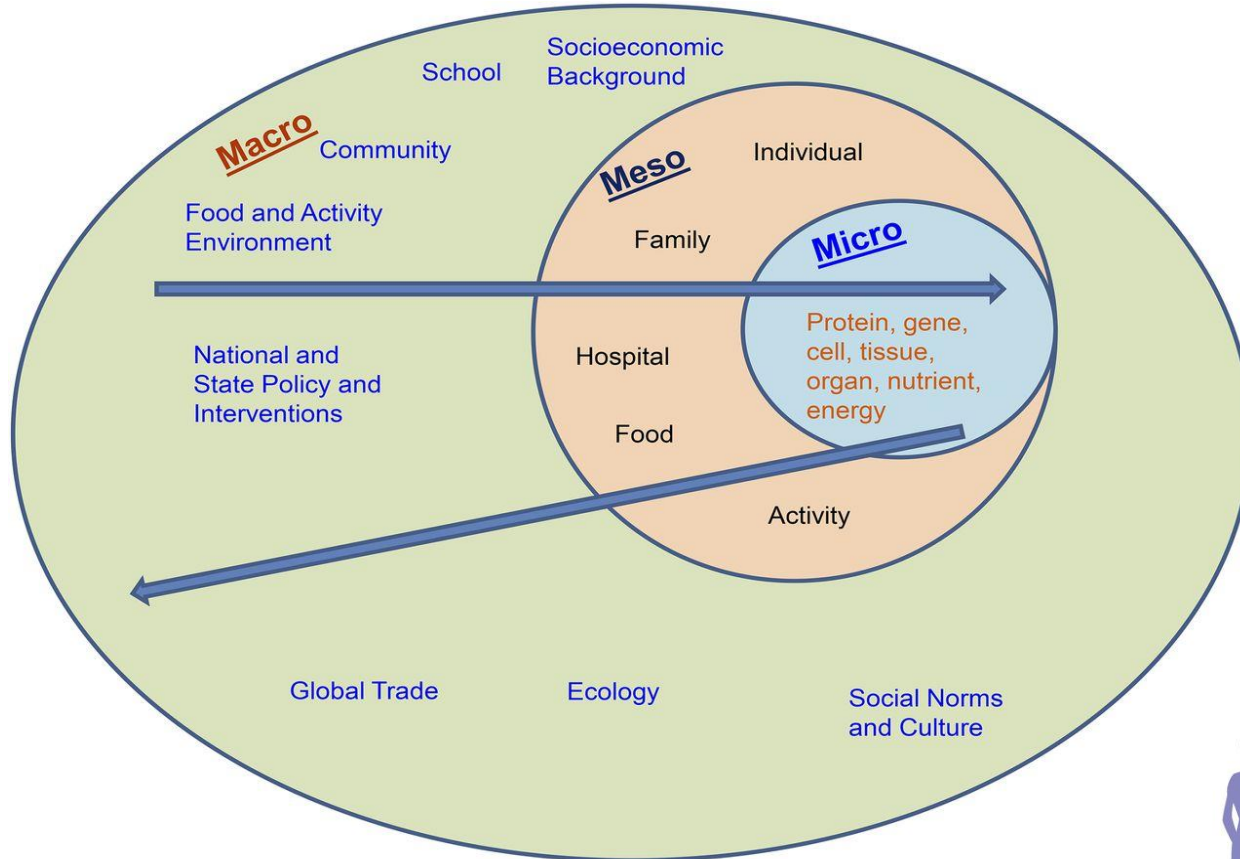 School
Socioeconomic
Background
Macro
Community
Meso
Individual
Food and Activity
Environment
Family
Micro
National and
State Policy and
Interventions
Hospital
Protein, gene,
cell, tissue,
organ, nutrient,
energy
Food
Activity
Global Trade
Ecology
Social Norms
and Culture